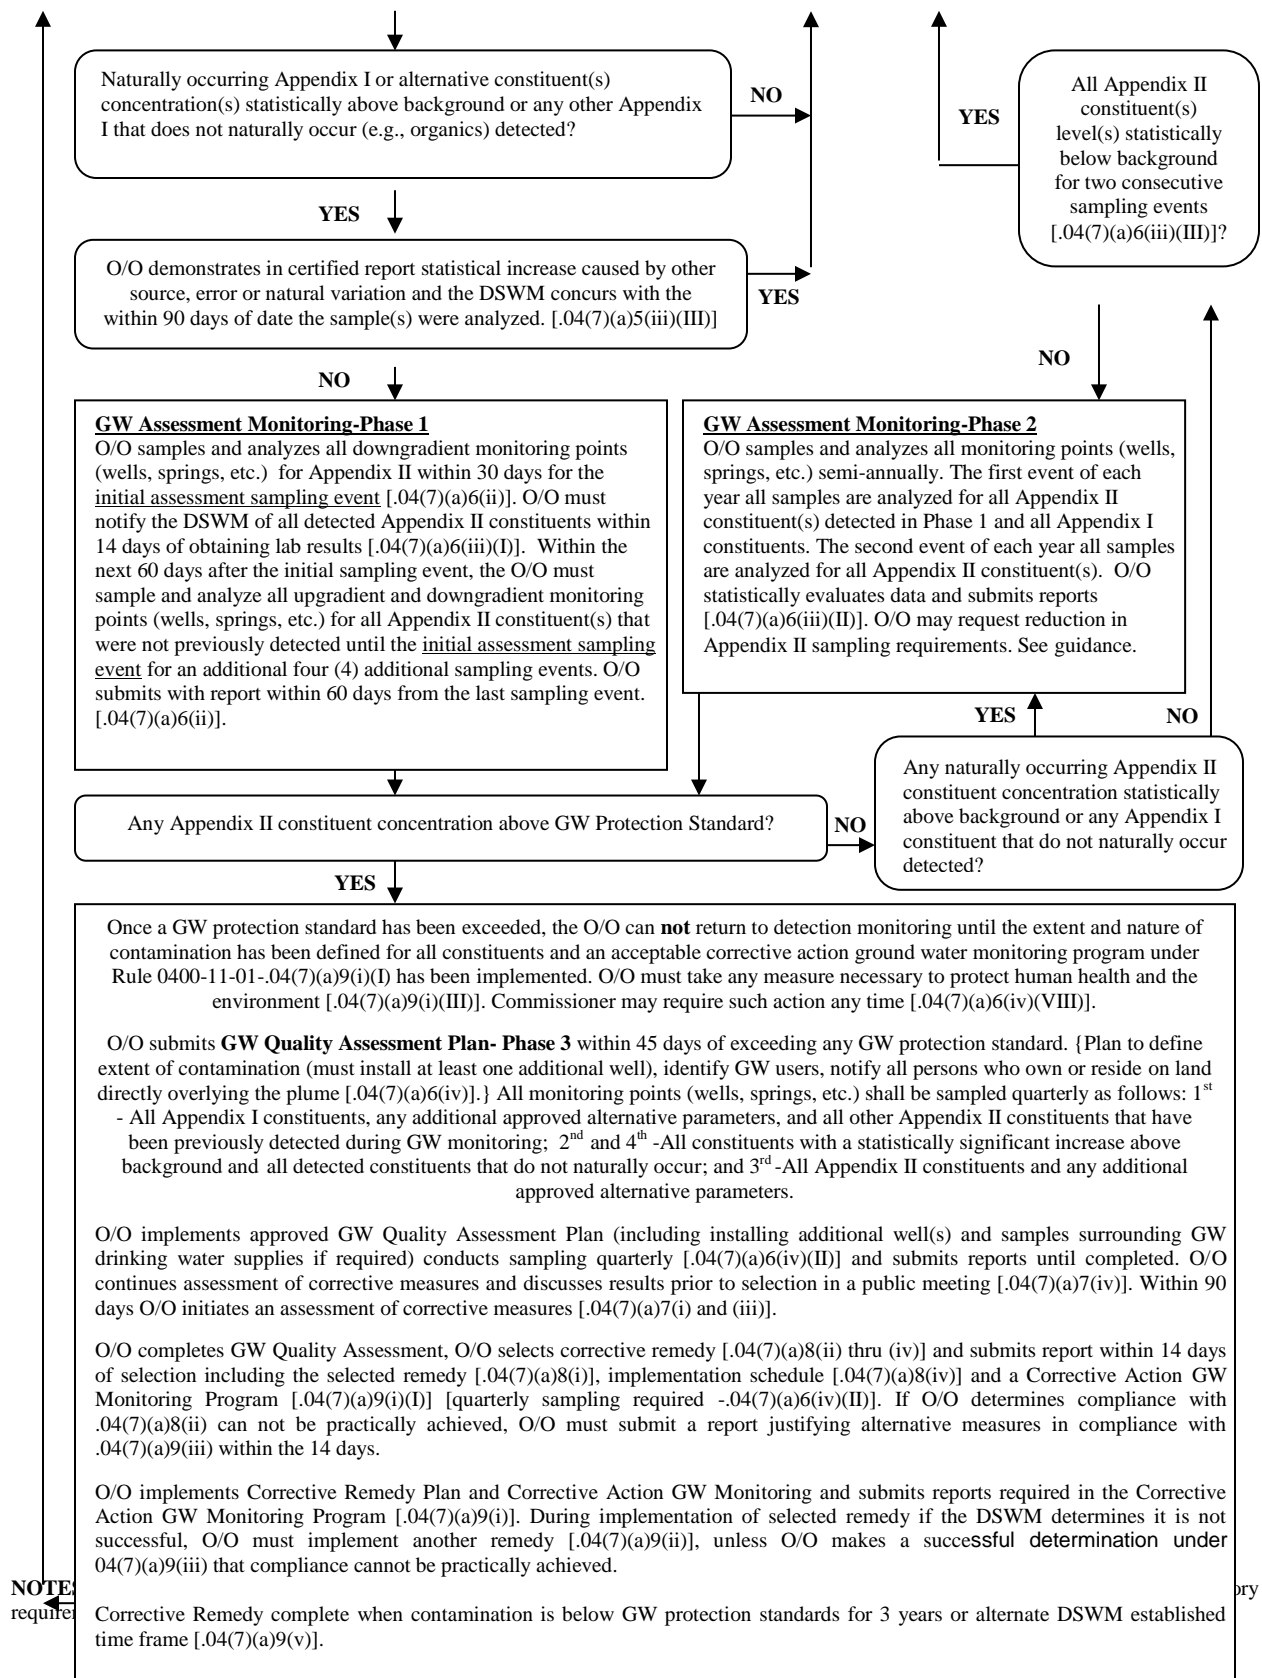 Naturally occurring Appendix I or alternative constituent(s)
concentration(s) statistically above background or any other Appendix
I that does not naturally occur (e.g., organics) detected?
NO
YES
All Appendix II
constituent(s)
level(s) statistically
below background
for two consecutive
sampling events
[.04(7)(a)6(iii)(III)]?
YES
O/O demonstrates in certified report statistical increase caused by other
source, error or natural variation and the DSWM concurs with the
within 90 days of date the sample(s) were analyzed. [.04(7)(a)5(iii)(III)]
YES
NO
NO
GW Assessment Monitoring-Phase 1
O/O samples and analyzes all downgradient monitoring points
(wells, springs, etc.)  for Appendix II within 30 days for the
initial assessment sampling event [.04(7)(a)6(ii)]. O/O must
notify the DSWM of all detected Appendix II constituents within
14 days of obtaining lab results [.04(7)(a)6(iii)(I)].  Within the
next 60 days after the initial sampling event, the O/O must
sample and analyze all upgradient and downgradient monitoring
points (wells, springs, etc.) for all Appendix II constituent(s) that
were not previously detected until the initial assessment sampling
event for an additional four (4) additional sampling events. O/O
submits with report within 60 days from the last sampling event.
[.04(7)(a)6(ii)].
GW Assessment Monitoring-Phase 2
O/O samples and analyzes all monitoring points (wells,
springs, etc.) semi-annually. The first event of each
year all samples are analyzed for all Appendix II
constituent(s) detected in Phase 1 and all Appendix I
constituents. The second event of each year all samples
are analyzed for all Appendix II constituent(s).  O/O
statistically evaluates data and submits reports
[.04(7)(a)6(iii)(II)]. O/O may request reduction in
Appendix II sampling requirements. See guidance.
YES
NO
Any Appendix II constituent concentration above GW Protection Standard?
NO
Any naturally occurring Appendix II
constituent concentration statistically
above background or any Appendix I
constituent that do not naturally occur
detected?
YES
Once a GW protection standard has been exceeded, the O/O can not return to detection monitoring until the extent and nature of
contamination has been defined for all constituents and an acceptable corrective action ground water monitoring program under
Rule 0400-11-01-.04(7)(a)9(i)(I) has been implemented. O/O must take any measure necessary to protect human health and the
environment [.04(7)(a)9(i)(III)]. Commissioner may require such action any time [.04(7)(a)6(iv)(VIII)].
O/O submits GW Quality Assessment Plan- Phase 3 within 45 days of exceeding any GW protection standard. {Plan to define
extent of contamination (must install at least one additional well), identify GW users, notify all persons who own or reside on land
directly overlying the plume [.04(7)(a)6(iv)].} All monitoring points (wells, springs, etc.) shall be sampled quarterly as follows: 1st
- All Appendix I constituents, any additional approved alternative parameters, and all other Appendix II constituents that have
been previously detected during GW monitoring;  2nd and 4th -All constituents with a statistically significant increase above
background and all detected constituents that do not naturally occur; and 3rd -All Appendix II constituents and any additional
approved alternative parameters.
O/O implements approved GW Quality Assessment Plan (including installing additional well(s) and samples surrounding GW
drinking water supplies if required) conducts sampling quarterly [.04(7)(a)6(iv)(II)] and submits reports until completed. O/O
continues assessment of corrective measures and discusses results prior to selection in a public meeting [.04(7)(a)7(iv)]. Within 90
days O/O initiates an assessment of corrective measures [.04(7)(a)7(i) and (iii)].
O/O completes GW Quality Assessment, O/O selects corrective remedy [.04(7)(a)8(ii) thru (iv)] and submits report within 14 days
of selection including the selected remedy [.04(7)(a)8(i)], implementation schedule [.04(7)(a)8(iv)] and a Corrective Action GW
Monitoring Program [.04(7)(a)9(i)(I)] [quarterly sampling required -.04(7)(a)6(iv)(II)]. If O/O determines compliance with
.04(7)(a)8(ii) can not be practically achieved, O/O must submit a report justifying alternative measures in compliance with
.04(7)(a)9(iii) within the 14 days.
O/O implements Corrective Remedy Plan and Corrective Action GW Monitoring and submits reports required in the Corrective
Action GW Monitoring Program [.04(7)(a)9(i)]. During implementation of selected remedy if the DSWM determines it is not
successful, O/O must implement another remedy [.04(7)(a)9(ii)], unless O/O makes a successful determination under
04(7)(a)9(iii) that compliance cannot be practically achieved.
Corrective Remedy complete when contamination is below GW protection standards for 3 years or alternate DSWM established
time frame [.04(7)(a)9(v)].